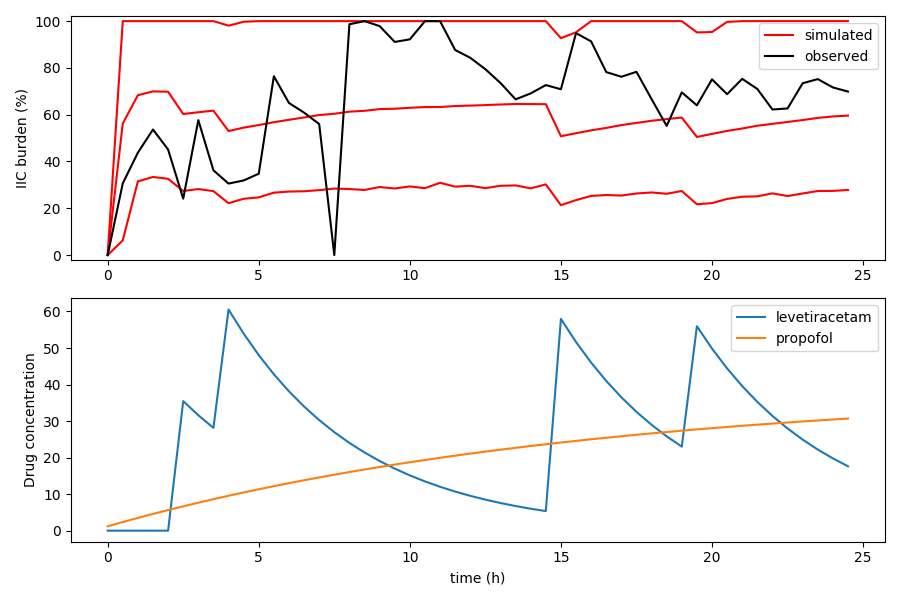 100
80
60
40
20
0
IIC burden (%)
simulated
observed
0 5 10 15 20 25
60
50
40
30
20
10
0
Drug concentration
levetiracetam
propofol
0 5 10 15 20 25
time (h)